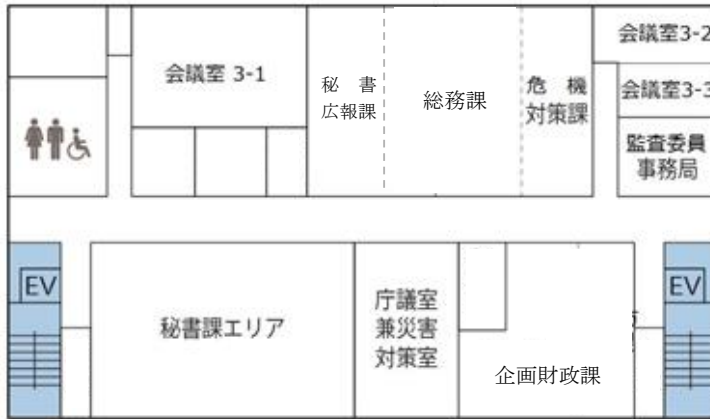 会議室 3-1
秘 書
広報課
総務課
危 機
対策課
会議室3-2
会議室3-3
監査委員
事務局
EV
秘書課エリア
庁議室
兼災害
対策室
企画財政課
EV